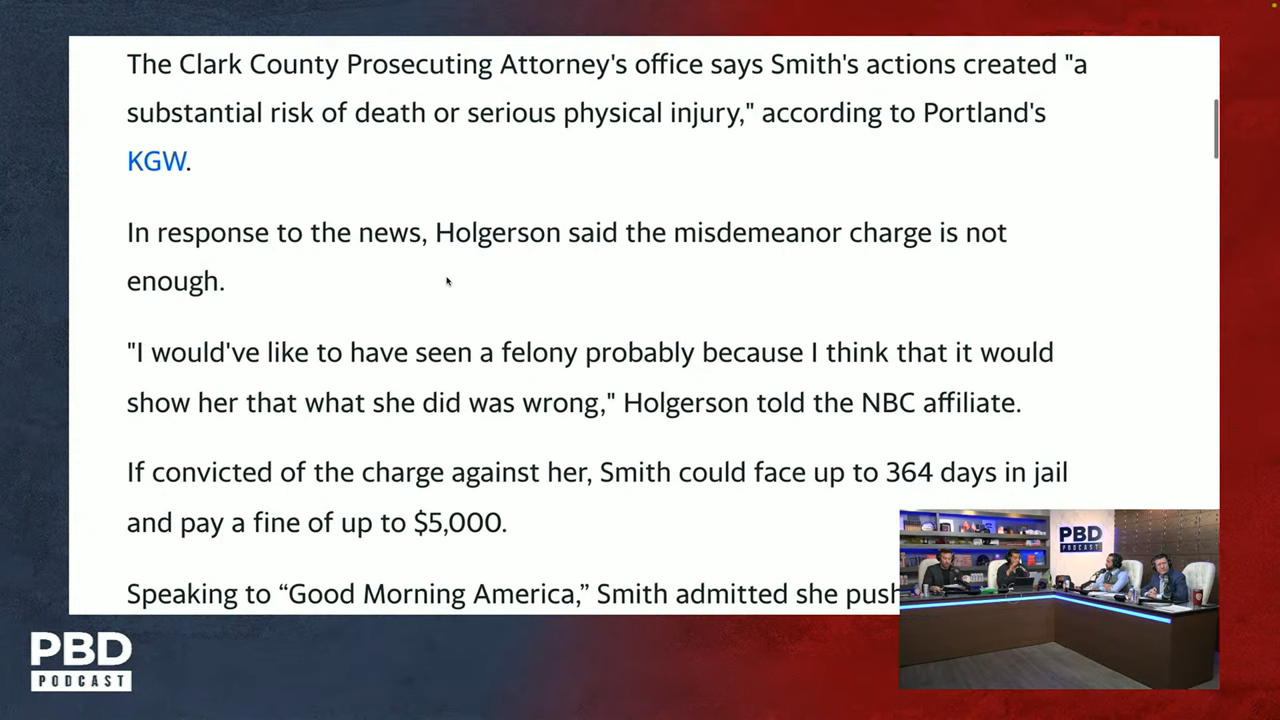 The Clark County Prosecuting Attorney's office says Smith's actions created "a
substantial risk of death or serious physical injury," according to Portland's
KGW.
In response to the news, Holgerson said the misdemeanor charge is not
enough.
"I would've like to have seen a felony probably because I think that it would
show her that what she did was wrong," Holgerson told the NBC affiliate.
If convicted of the charge against her, Smith could face up to 364 days in jail
and pay a fine of up to $5,000.
Speaking to “Good Morning America,” Smith admitted she push
PBD
PODCAST
PBD
PODCAST